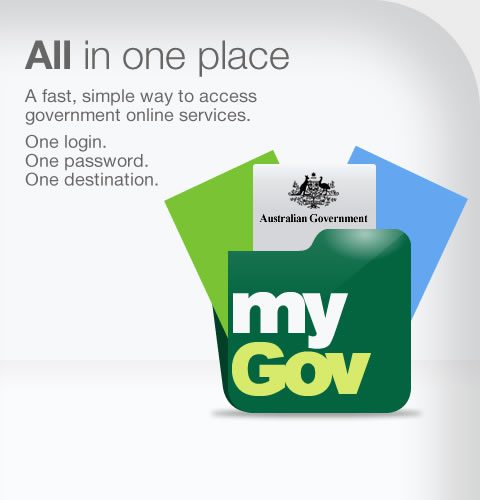 All in one place
A fast, simple way to access
government online services.
One login.
One password.
One destination.
Australian Government
my
Gov